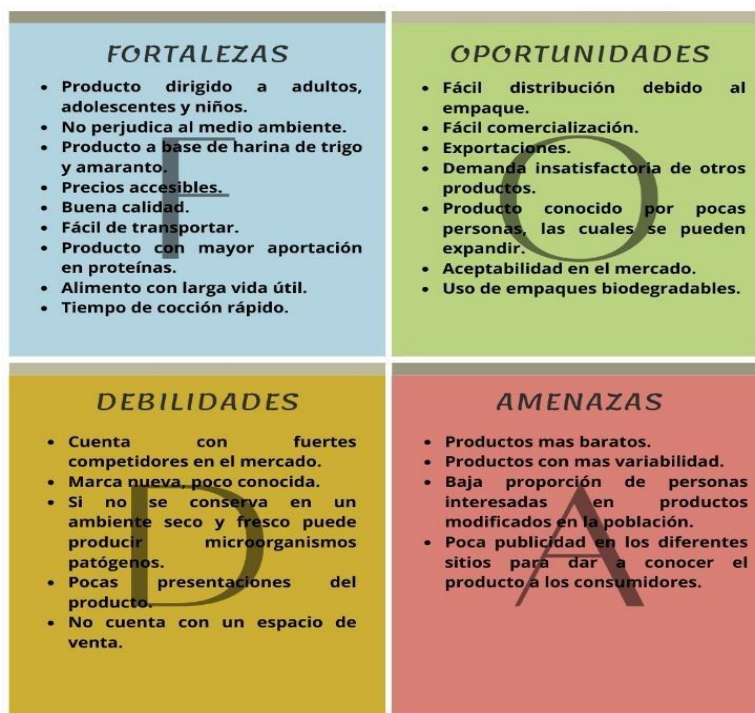 FORTALEZAS
• Producto dirigido a adultos,
adolescentes y niños.
• No perjudica al medio ambiente.
• Producto a base de harina de trigo
y amaranto.
• Precios accesibles.
• Buena calidad.
• Fácil de transportar.
• Producto con mayor aportación
en proteínas.
• Alimento con larga vida útil.
• Tiempo de cocción rápido.
F
OPORTUNIDADES
• Fácil distribución debido al
empaque.
• Fácil comercialización.
• Exportaciones.
• Demanda insatisfactoria de otros
productos.
• Producto conocido por pocas
personas, las cuales se pueden
expandir.
• Aceptabilidad en el mercado.
• Uso de empaques biodegradables.
O
DEBILIDADES
• Cuenta con fuertes
competidores en el mercado.
• Marca nueva, poco conocida.
• Si no se conserva en un
ambiente seco y fresco puede
producir microorganismos
patógenos.
• Pocas presentaciones del
producto.
• No cuenta con un espacio de
venta.
D
AMENAZAS
• Productos mas baratos.
• Productos con mas variabilidad.
• Baja proporción de personas
interesadas en productos
modificados en la población.
• Poca publicidad en los diferentes
sitios para dar a conocer el
producto a los consumidores.
A